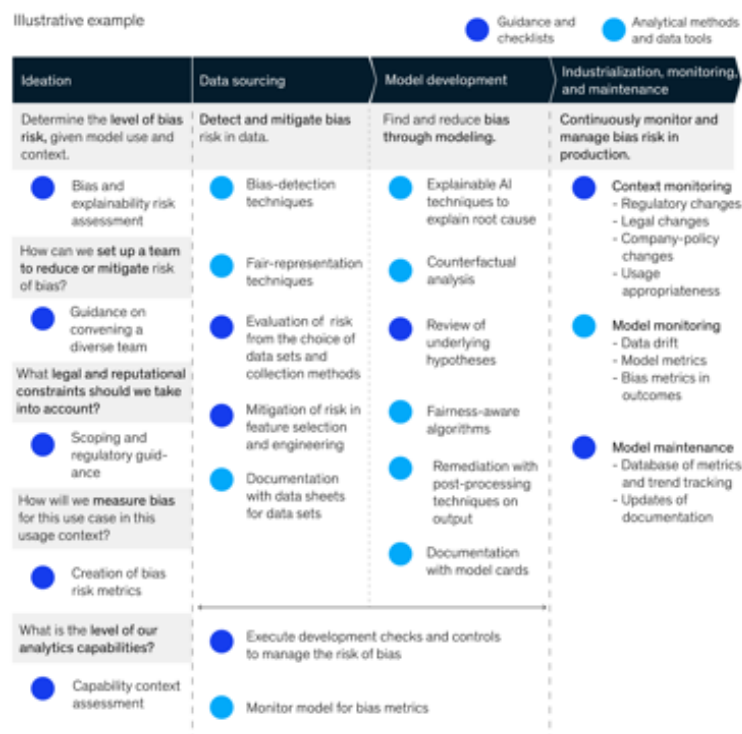 Illustrative example
Guidance and
checklists
Analytical methods
and data tools
Ideation
Data sourcing
Model development
Industrialization, monitoring,
and maintenance
Determine the level of bias
risk, given model use and
context.
Bias and
explainability risk
assessment
How can we set up a team
to reduce or mitigate risk
of bias?
Guidance on
convening a
diverse team
What legal and reputational
constraints should we take
into account?
Scoping and
regulatory guid-
ance
How will we measure bias
for this use case in this
usage context?
Creation of bias
risk metrics
What is the level of our
analytics capabilities?
Capability context
assessment
Detect and mitigate bias
risk in data.
Bias-detection
techniques
Fair-representation
techniques
Evaluation of risk
from the choice of
data sets and
collection methods
Mitigation of risk in
feature selection
and engineering
Documentation
with data sheets
for data sets
Find and reduce bias
through modeling.
Explainable AI
techniques to
explain root cause
Counterfactual
analysis
Review of
underlying
hypotheses
Fairness-aware
algorithms
Remediation with
post-processing
techniques on
output
Documentation
with model cards
Execute development checks and controls
to manage the risk of bias
Monitor model for bias metrics
Continuously monitor and
manage bias risk in
production.
Context monitoring
- Regulatory changes
- Legal changes
- Company-policy
changes
- Usage
appropriateness
Model monitoring
- Data drift
- Model metrics
- Bias metrics in
outcomes
Model maintenance
- Database of metrics
and trend tracking
- Updates of
documentation